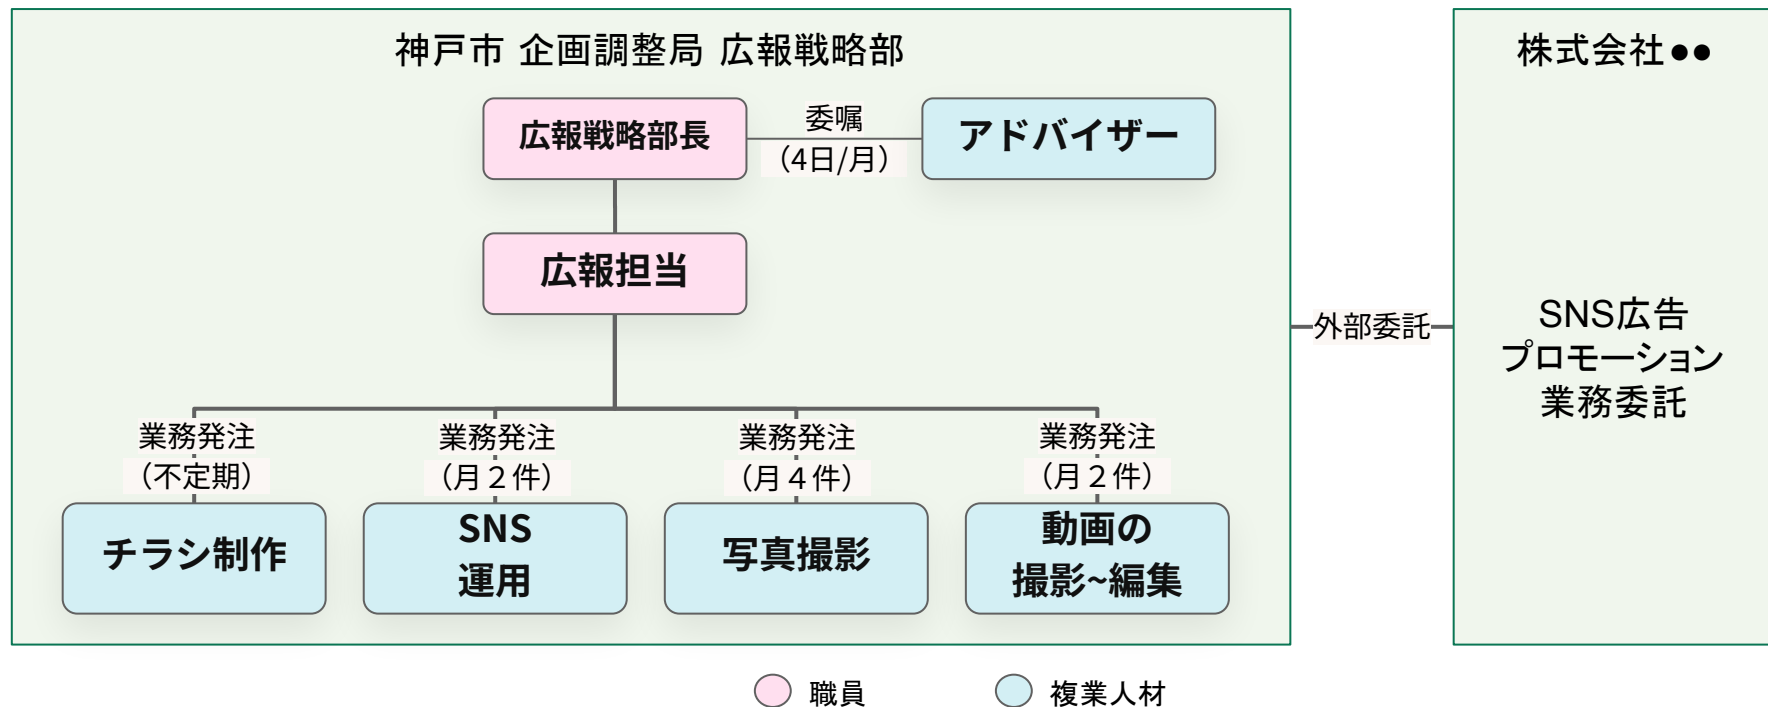 神戸市 企画調整局 広報戦略部
広報戦略部長
委嘱
（4日/月）
アドバイザー
広報担当
業務発注
（不定期）
チラシ制作
業務発注
（月２件）
SNS
運用
業務発注
（月４件）
写真撮影
業務発注
（月２件）
動画の
撮影~編集
外部委託
株式会社●●
SNS広告
プロモーション
業務委託
職員
複業人材